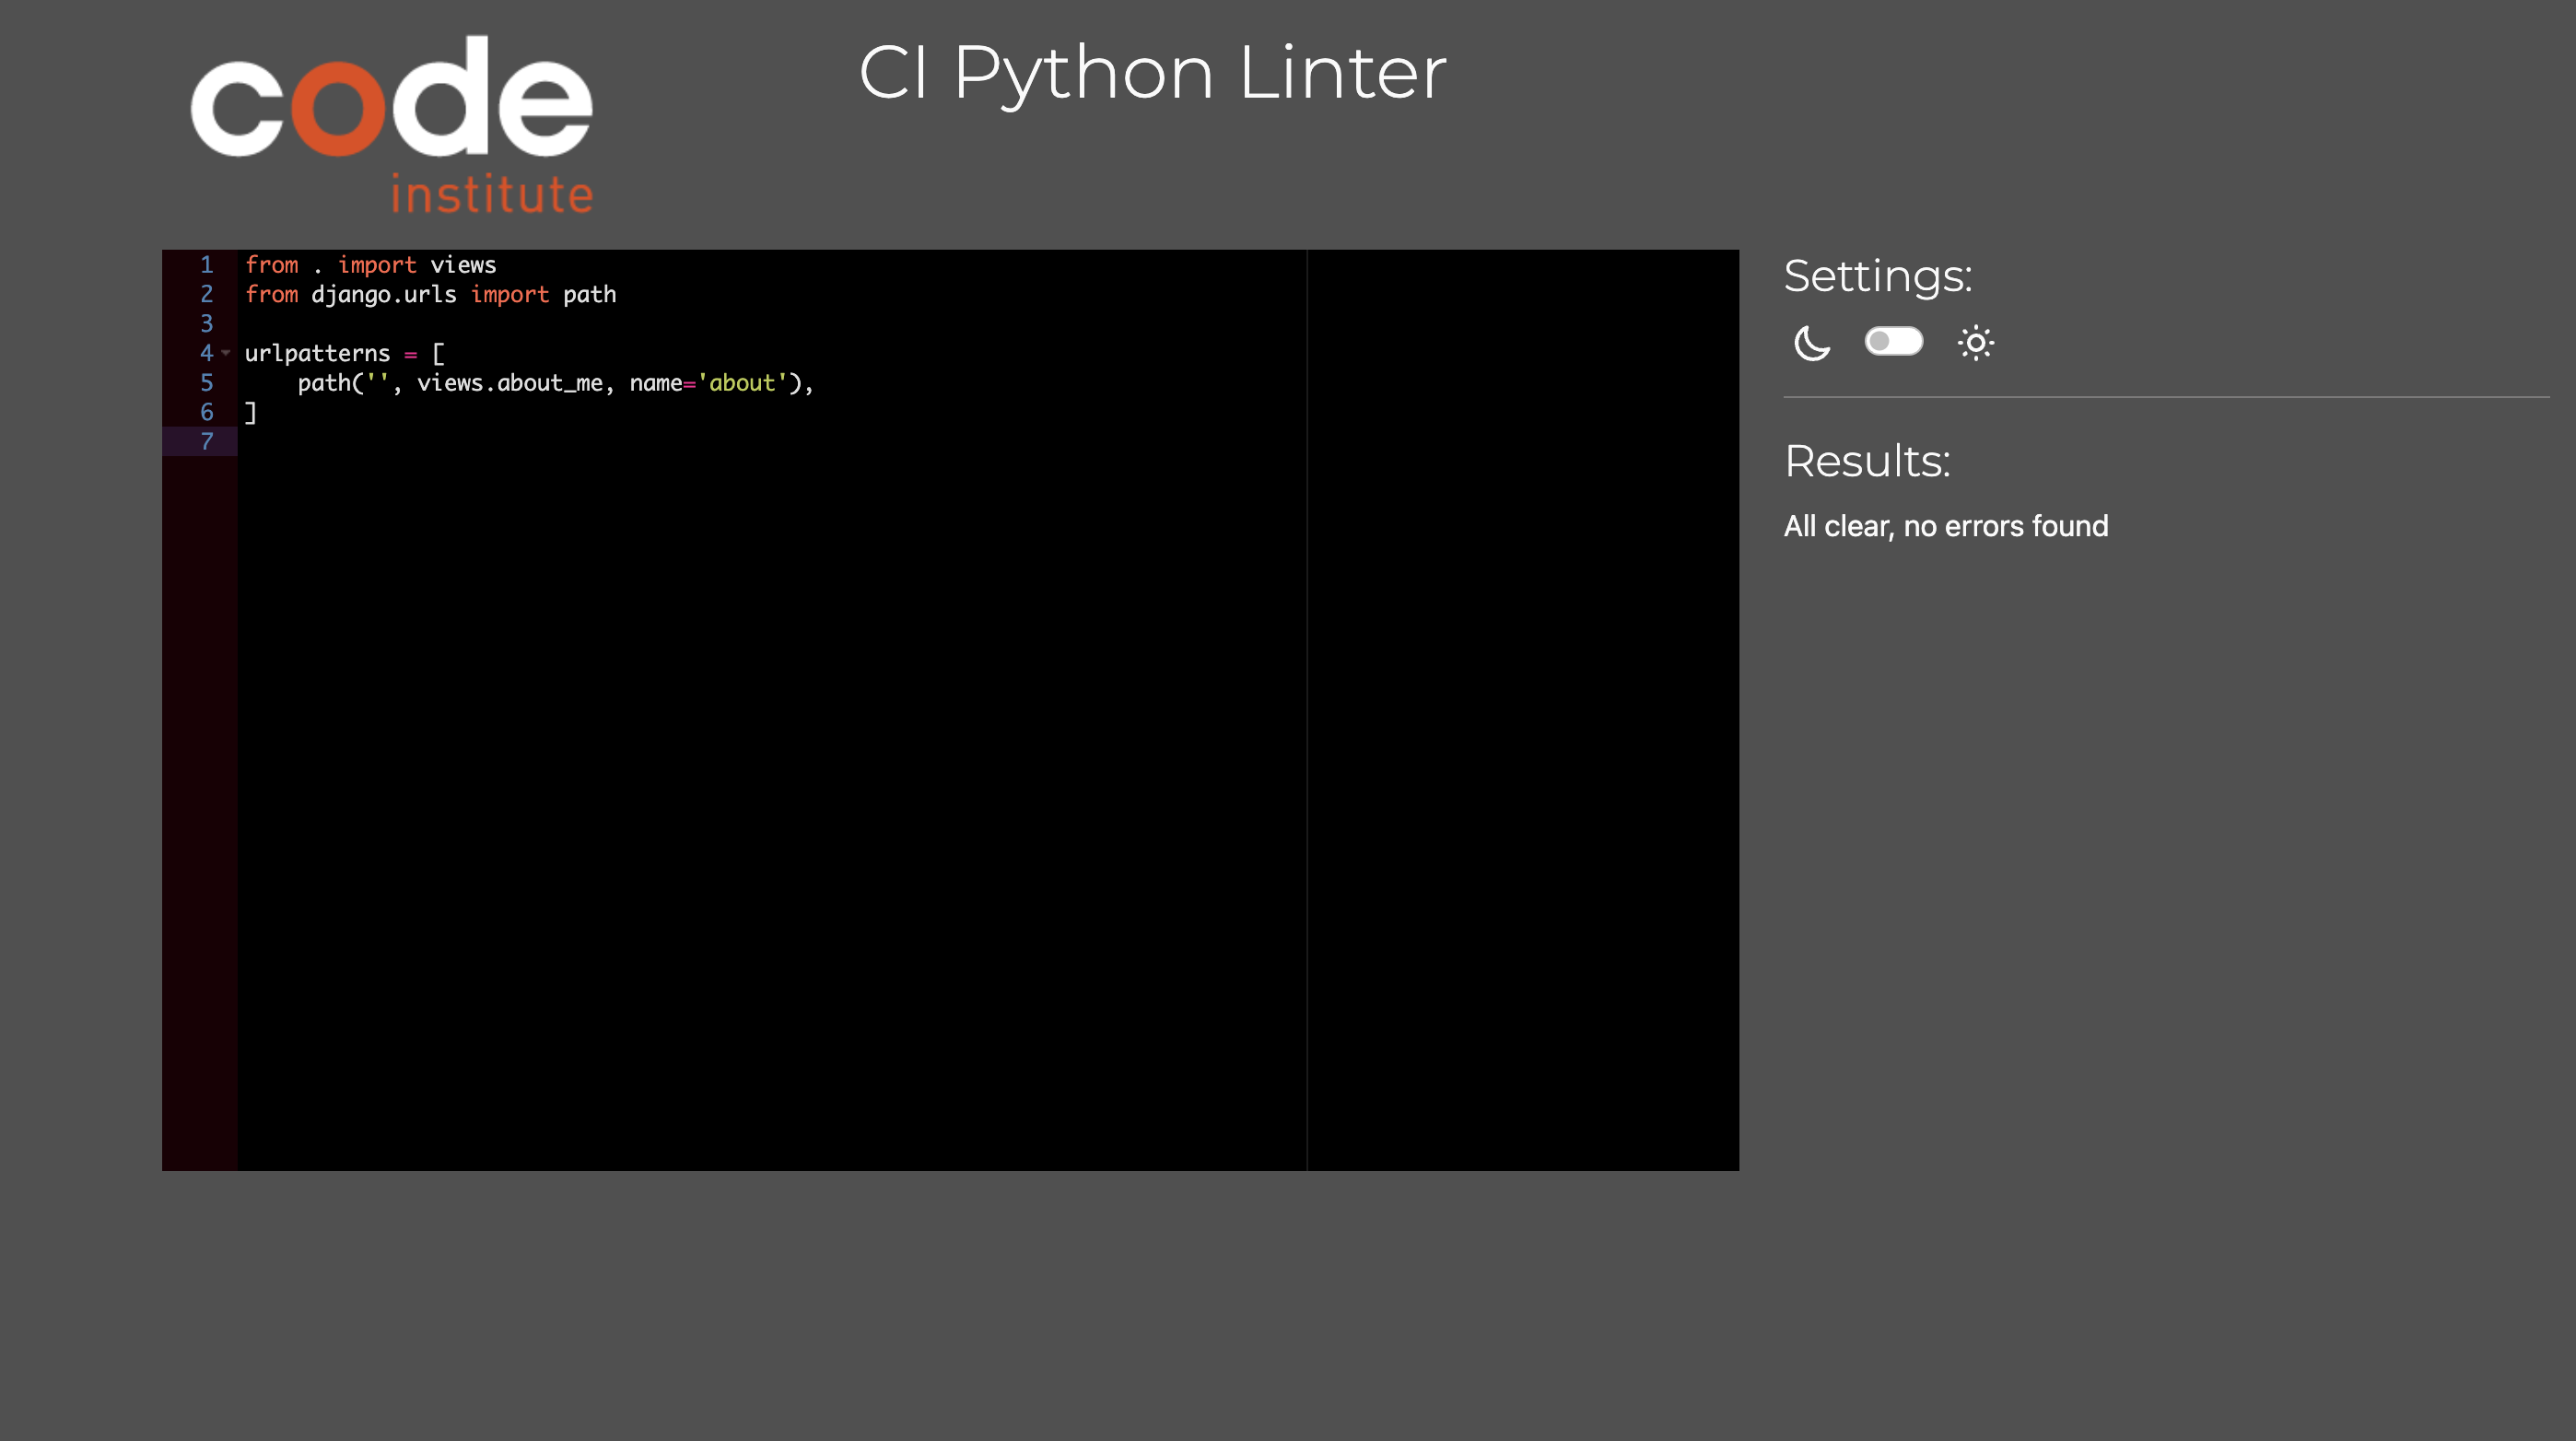 code
institute
CI Python Linter
1 from . import views
2 from django.urls import path
3
4 urlpatterns = [
5     path('', views.about_me, name='about'),
6 ]
7
Settings:
Results:
All clear, no errors found